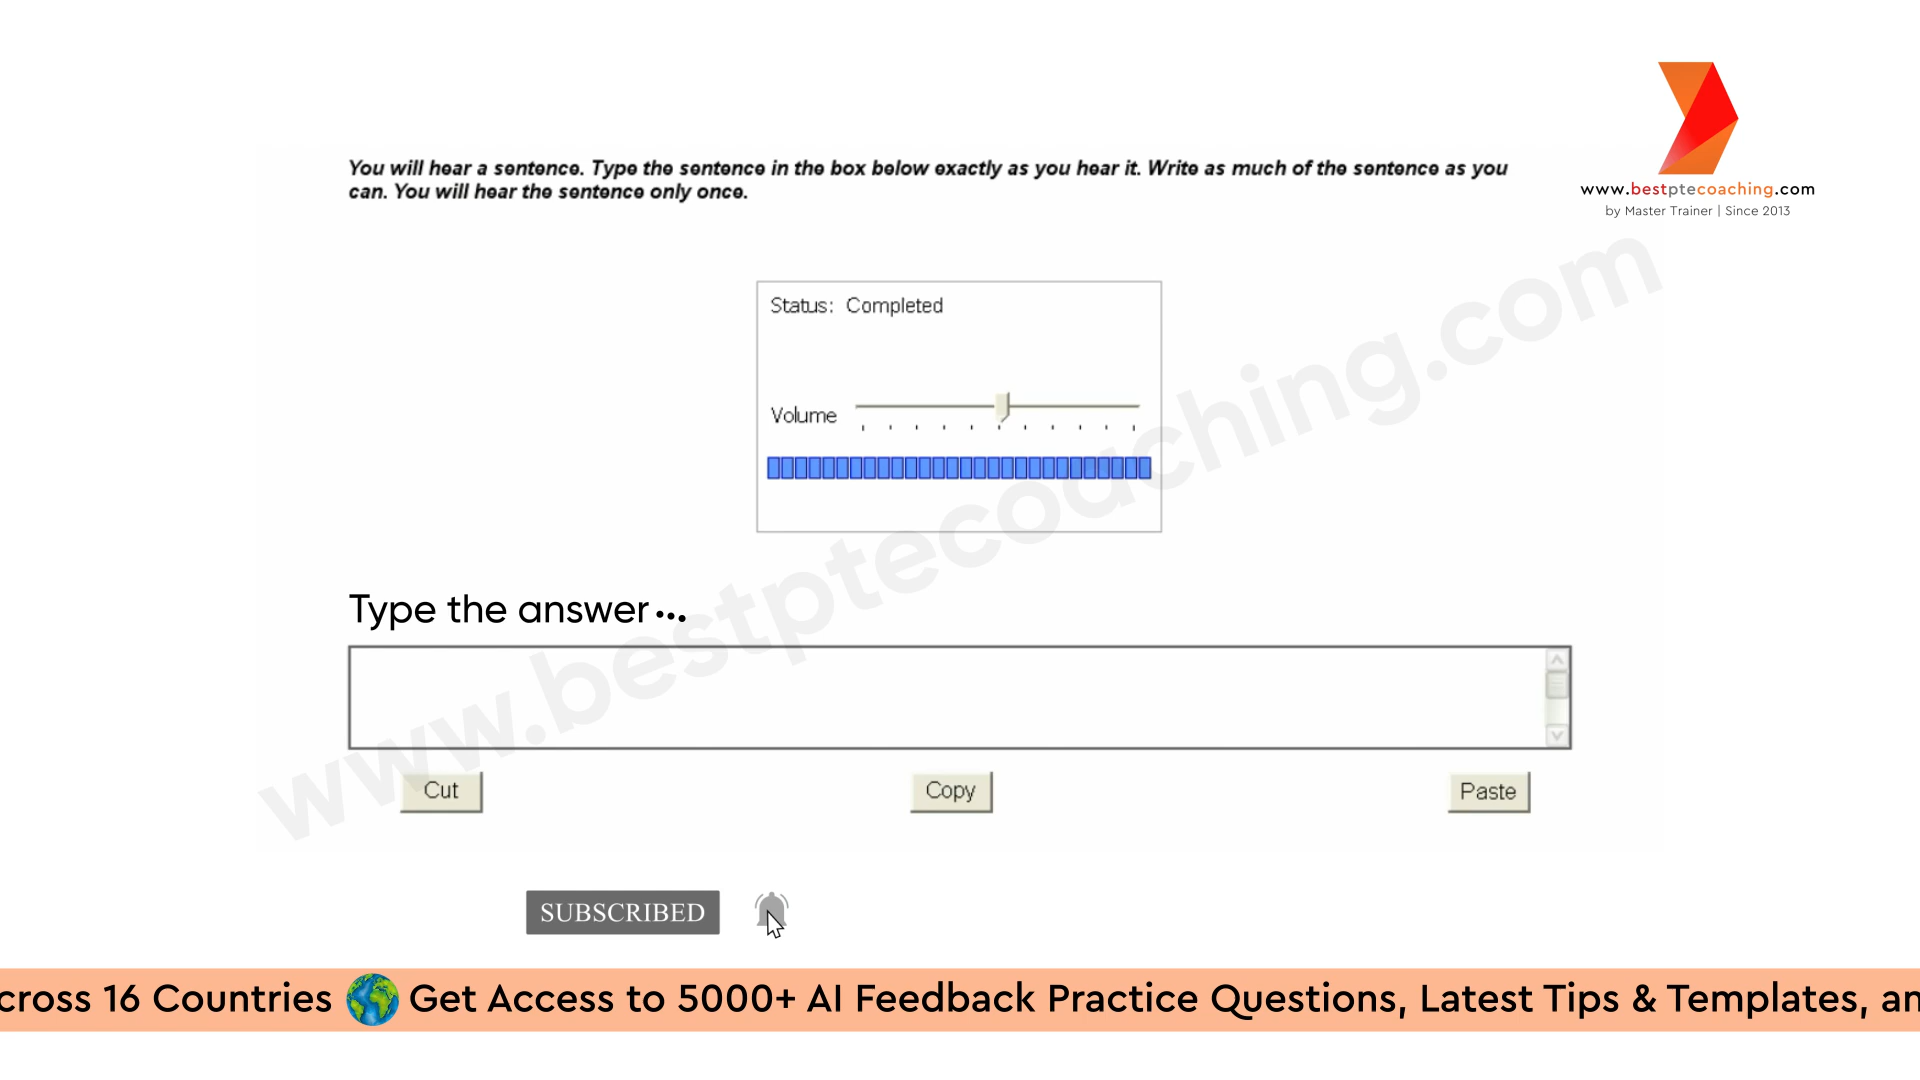 www.bestptecoaching.com
by Master Trainer | Since 2013
You will hear a sentence. Type the sentence in the box below exactly as you hear it. Write as much of the sentence as you
can. You will hear the sentence only once.
Status: Completed
Volume
www.bestptecoaching.com
Type the answer...
Cut
Copy
Paste
SUBSCRIBED
cross 16 Countries 🌍 Get Access to 5000+ AI Feedback Practice Questions, Latest Tips & Templates, an